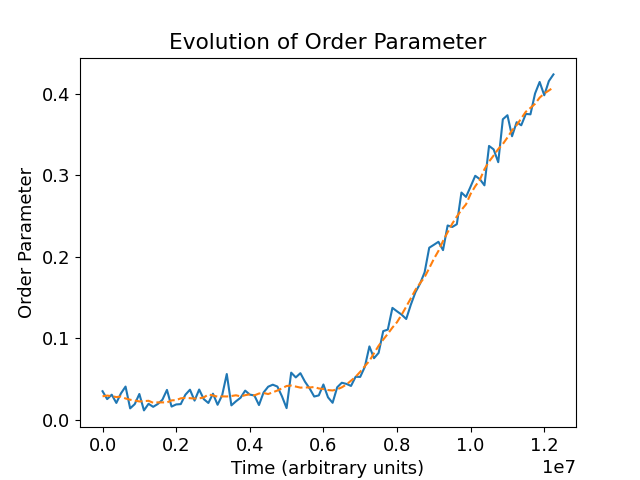 Evolution of Order Parameter
Order Parameter
0.4
0.3
0.2
0.1
0.0
0.0 0.2 0.4 0.6 0.8 1.0 1.2
1e7
Time (arbitrary units)